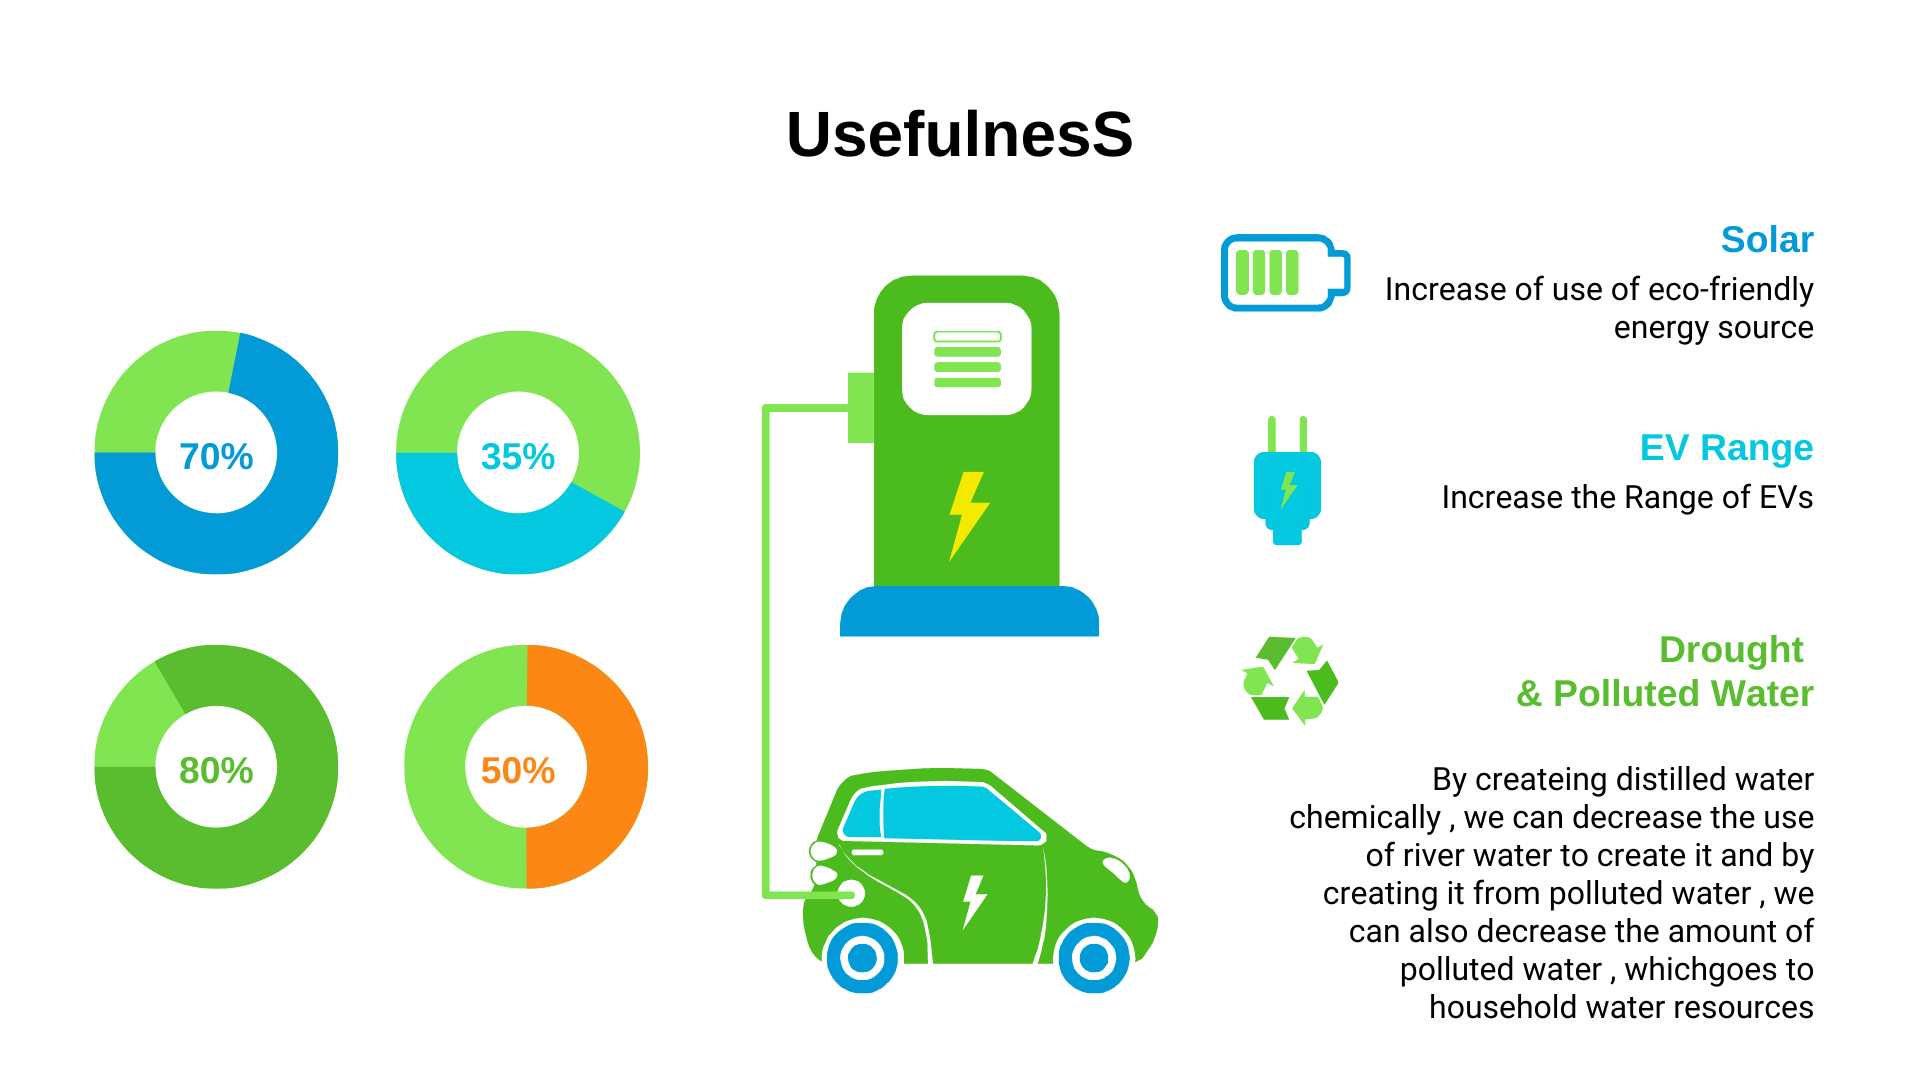 UsefulnesS
70%
35%
80%
50%
Solar
Increase of use of eco-friendly
energy source
EV Range
Increase the Range of EVs
Drought
& Polluted Water
By createing distilled water
chemically , we can decrease the use
of river water to create it and by
creating it from polluted water , we
can also decrease the amount of
polluted water , whichgoes to
household water resources